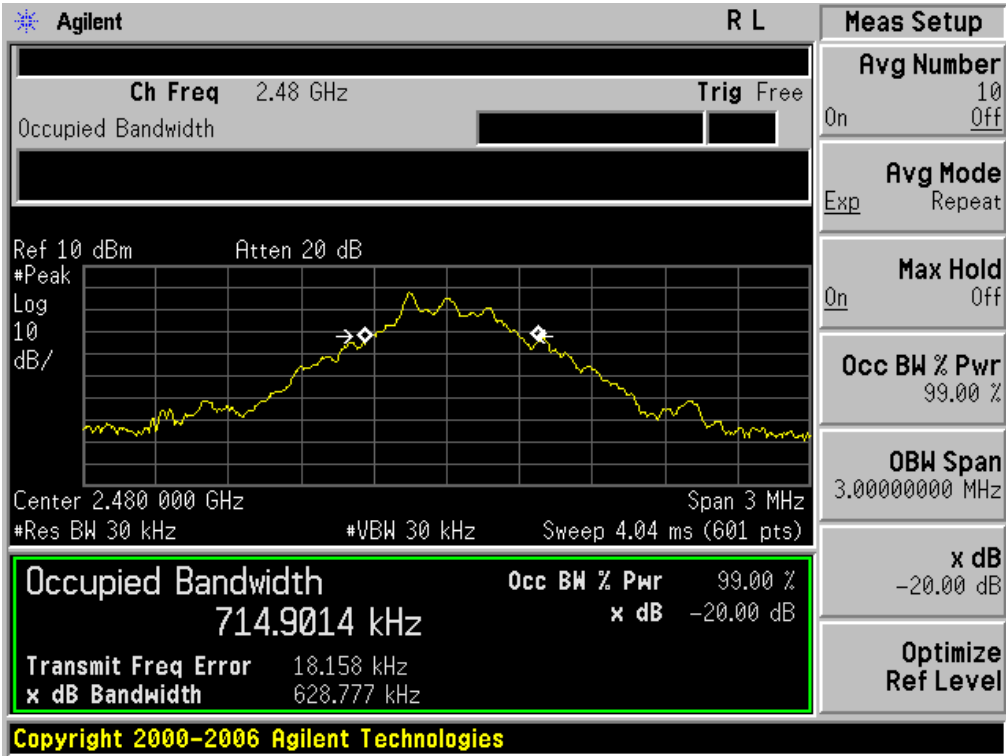 Agilent
R L
Meas Setup
Ch Freq 2.48 GHz
Trig Free
Occupied Bandwidth
Ref 10 dBm
Atten 20 dB
#Peak
Log
10
dB/
Center 2.480 000 GHz
Span 3 MHz
#Res BW 30 kHz
#VBW 30 kHz
Sweep 4.04 ms (601 pts)
Occupied Bandwidth
714.9014 kHz
Occ BW % Pwr 99.00 %
x dB -20.00 dB
Transmit Freq Error 18.158 kHz
x dB Bandwidth 628.777 kHz
Avg Number
10
On Off
Avg Mode
Exp Repeat
Max Hold
On Off
Occ BW % Pwr
99.00 %
OBW Span
3.00000000 MHz
x dB
-20.00 dB
Optimize
Ref Level
Copyright 2000-2006 Agilent Technologies